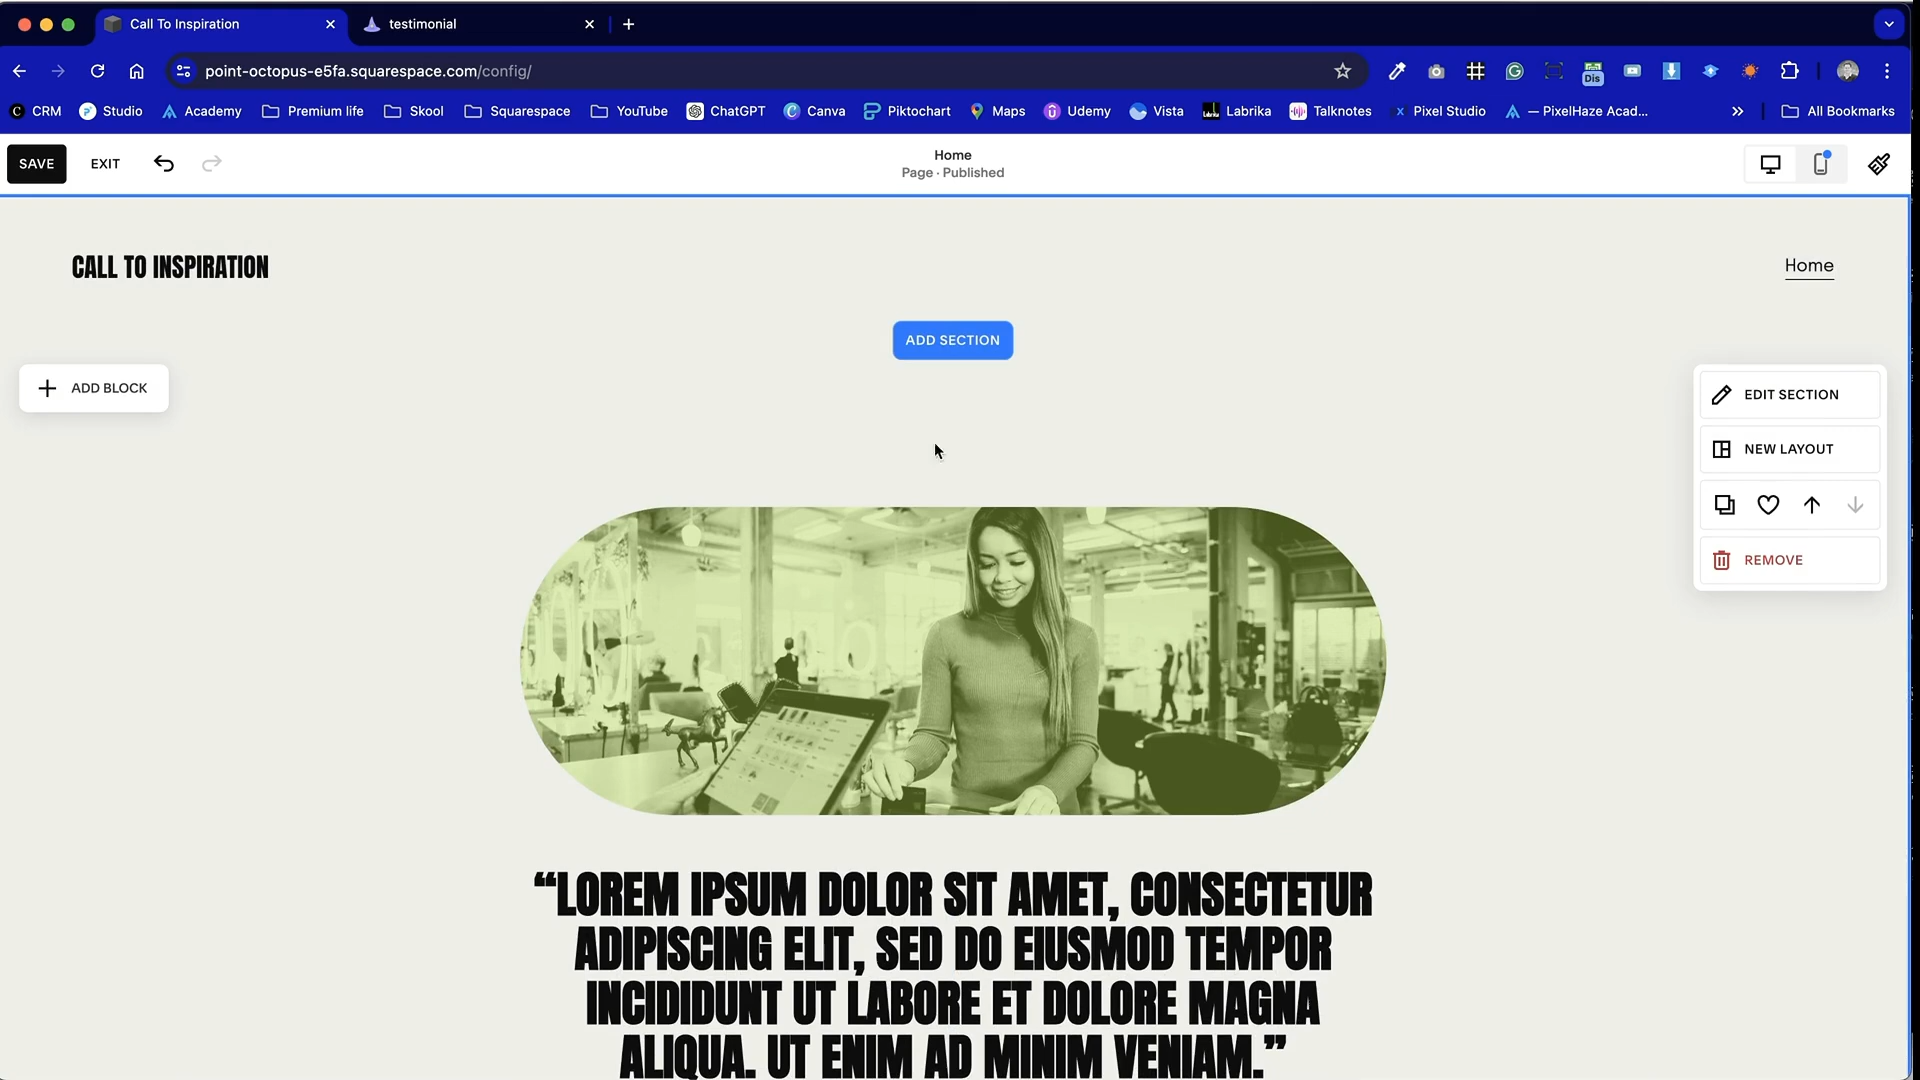 Call To Inspiration
testimonial
point-octopus-e5fa.squarespace.com/config/
Dis
CRM
Studio
Academy
Premium life
Skool
Squarespace
YouTube
ChatGPT
Canva
Piktochart
Maps
Udemy
Vista
Labrika
Talknotes
Pixel Studio
— PixelHaze Acad...
All Bookmarks
SAVE
EXIT
Home
Page · Published
CALL TO INSPIRATION
Home
ADD SECTION
ADD BLOCK
EDIT SECTION
NEW LAYOUT
REMOVE
“LOREM IPSUM DOLOR SIT AMET, CONSECTETUR
ADIPISCING ELIT, SED DO EIUSMOD TEMPOR
INCIDIDUNT UT LABORE ET DOLORE MAGNA
ALIQUA. UT ENIM AD MINIM VENIAM.”